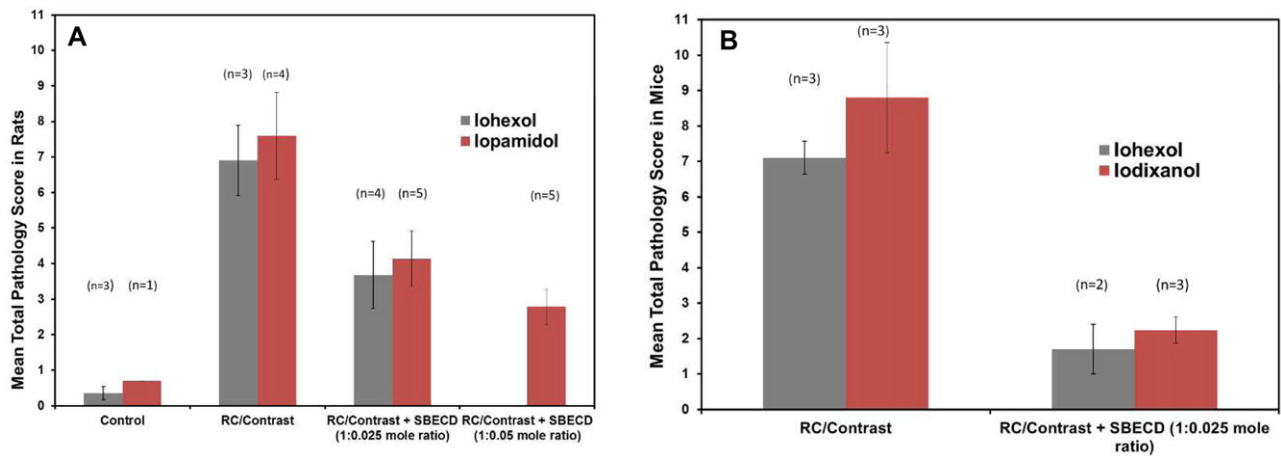 A
Mean Total Pathology Score in Rats
11
10
9
8
7
6
5
4
3
2
1
0
(n=3) (n=1)
(n=3) (n=4)
(n=4) (n=5)
(n=5)
Iohexol
Iopamidol
Control
RC/Contrast
RC/Contrast + SBECD
(1:0.025 mole ratio)
RC/Contrast + SBECD
(1:0.05 mole ratio)
B
Mean Total Pathology Score in Mice
11
10
9
8
7
6
5
4
3
2
1
0
(n=3)
(n=3)
(n=2)
(n=3)
Iohexol
Iodixanol
RC/Contrast
RC/Contrast + SBECD (1:0.025 mole
ratio)